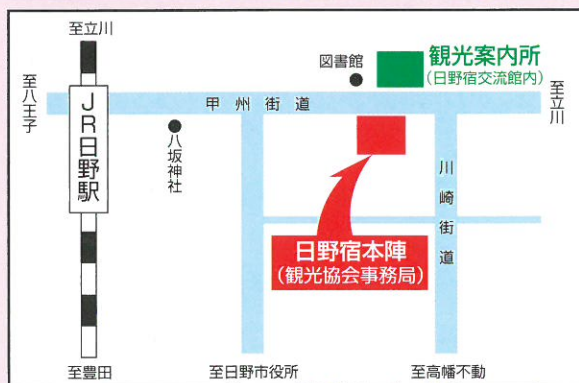 至立川
至八王子
JR日野駅
図書館
観光案内所
(日野宿交流館内)
至立川
甲州街道
八坂神社
川崎街道
日野宿本陣
(観光協会事務局)
至豊田
至日野市役所
至高幡不動